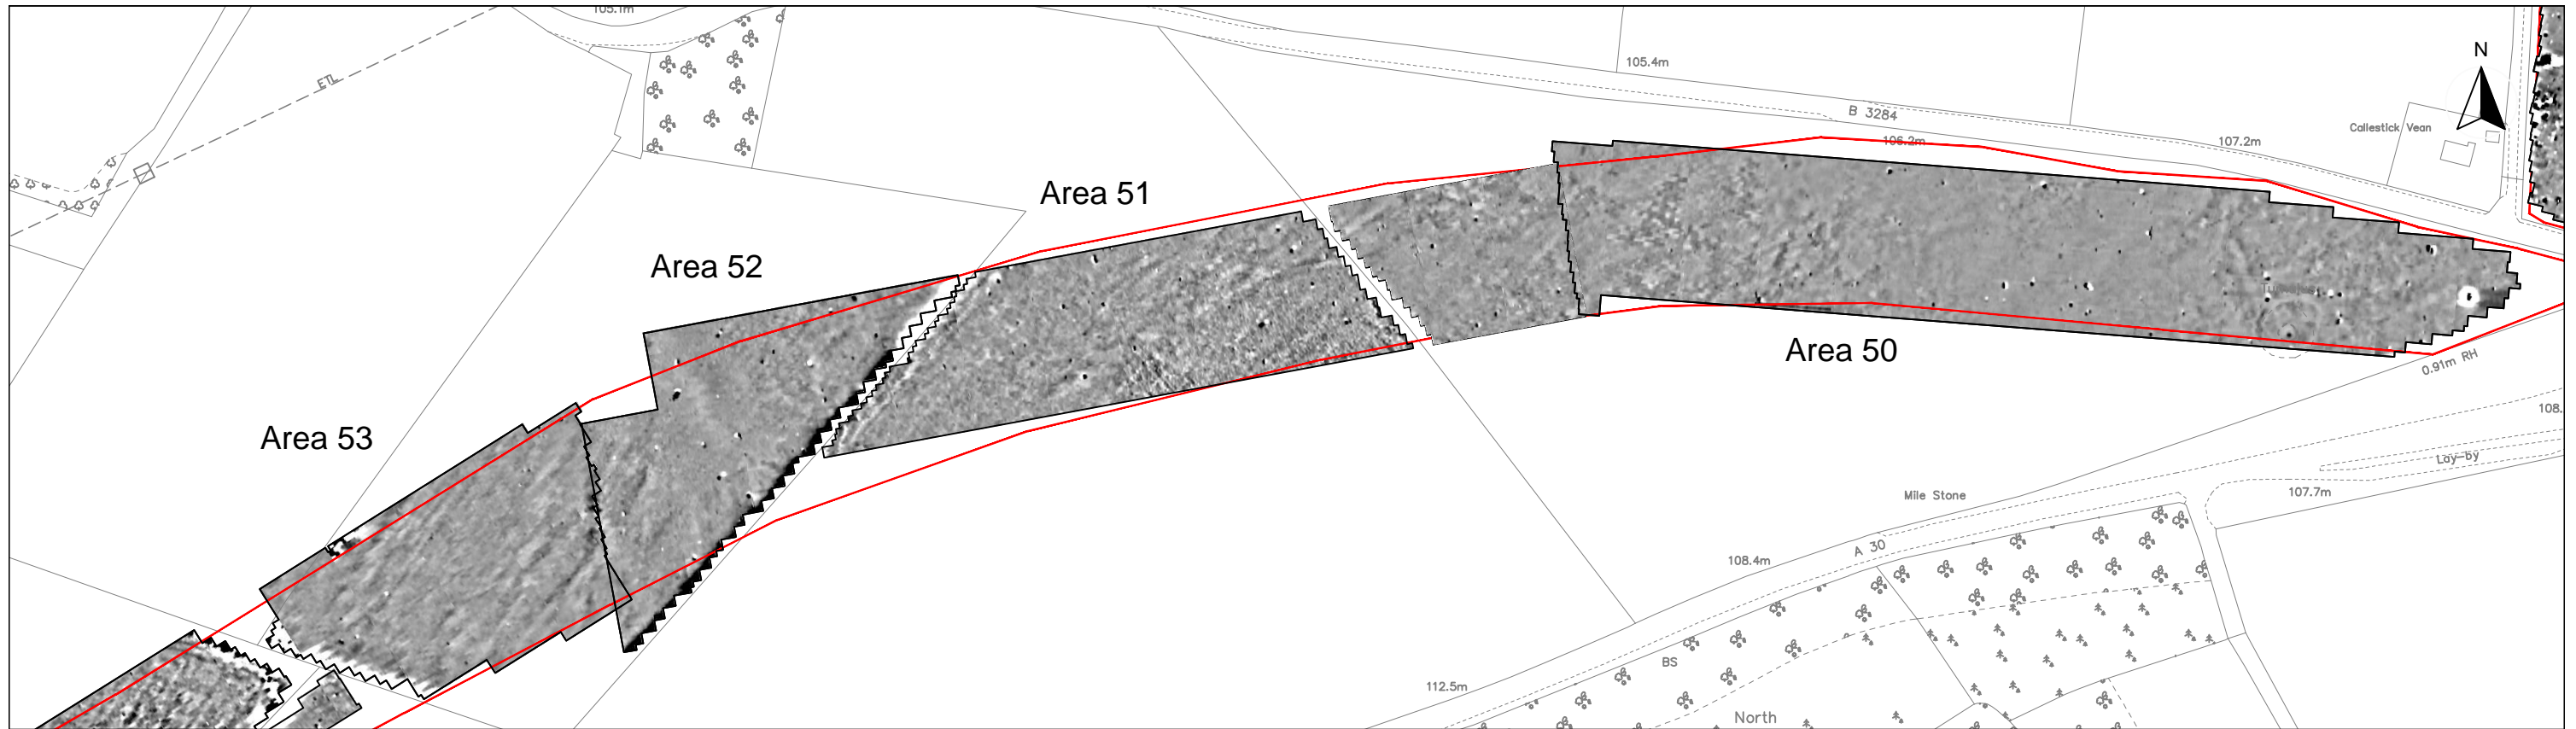 105.1m
ETL
N
105.4m
B 3284
106.2m
107.2m
Callestick Vean
Area 51
Area 52
Area 50
Area 53
0.91m RH
108.
Lay-by
107.7m
Mile Stone
A 30
108.4m
BS
112.5m
North